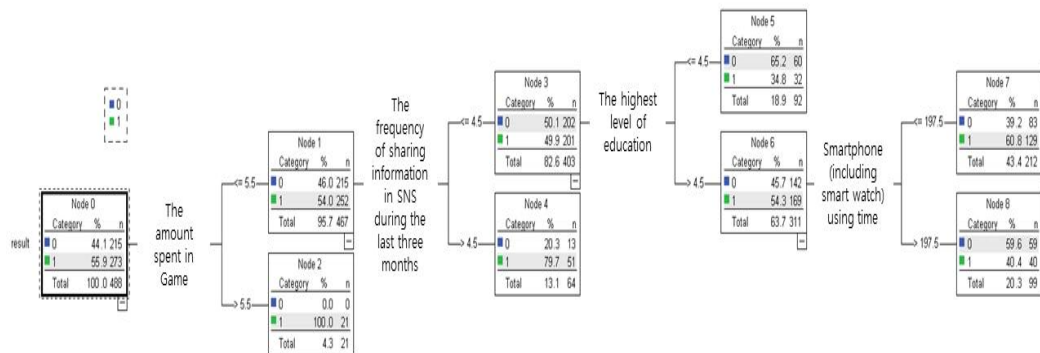 0
1
result
Node 0
Category % n
0 44.1 215
1 55.9 273
Total 100.0 488
The
amount
spent in
Game
<= 5.5
Node 1
Category % n
0 46.0 215
1 54.0 252
Total 95.7 467
> 5.5
Node 2
Category % n
0 0.0 0
1 100.0 21
Total 4.3 21
The
frequency
of sharing
information
in SNS
during the
last three
months
<= 4.5
Node 3
Category % n
0 50.1 202
1 49.9 201
Total 82.6 403
> 4.5
Node 4
Category % n
0 20.3 13
1 79.7 51
Total 13.1 64
The highest
level of
education
<= 4.5
Node 5
Category % n
0 65.2 60
1 34.8 32
Total 18.9 92
> 4.5
Node 6
Category % n
0 45.7 142
1 54.3 169
Total 63.7 311
Smartphone
(including
smart watch)
using time
<= 197.5
Node 7
Category % n
0 39.2 83
1 60.8 129
Total 43.4 212
> 197.5
Node 8
Category % n
0 59.6 59
1 40.4 40
Total 20.3 99